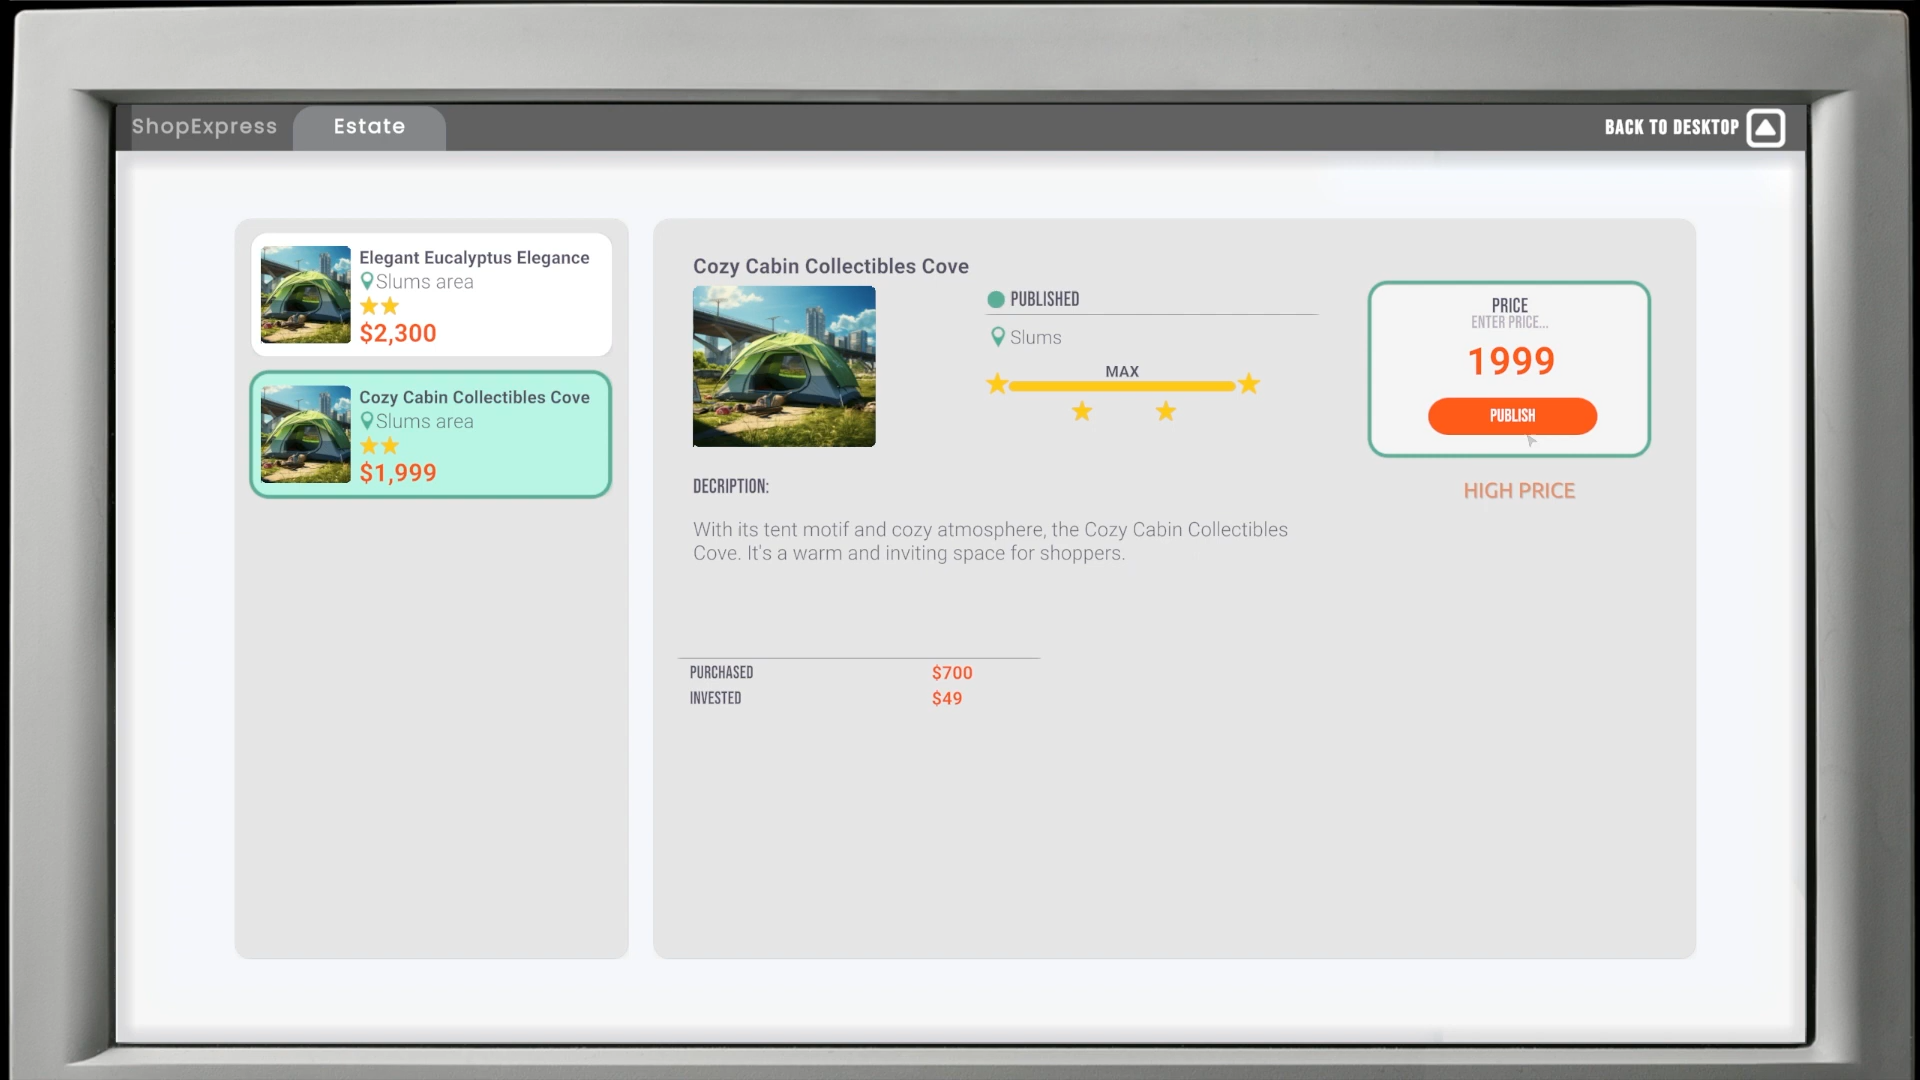 ShopExpress
Estate
BACK TO DESKTOP
Elegant Eucalyptus Elegance
Slums area
$2,300
Cozy Cabin Collectibles Cove
Slums area
$1,999
Cozy Cabin Collectibles Cove
PUBLISHED
Slums
MAX
PRICE
ENTER PRICE...
1999
PUBLISH
HIGH PRICE
DECRIPTION:
With its tent motif and cozy atmosphere, the Cozy Cabin Collectibles
Cove. It's a warm and inviting space for shoppers.
PURCHASED $700
INVESTED $49